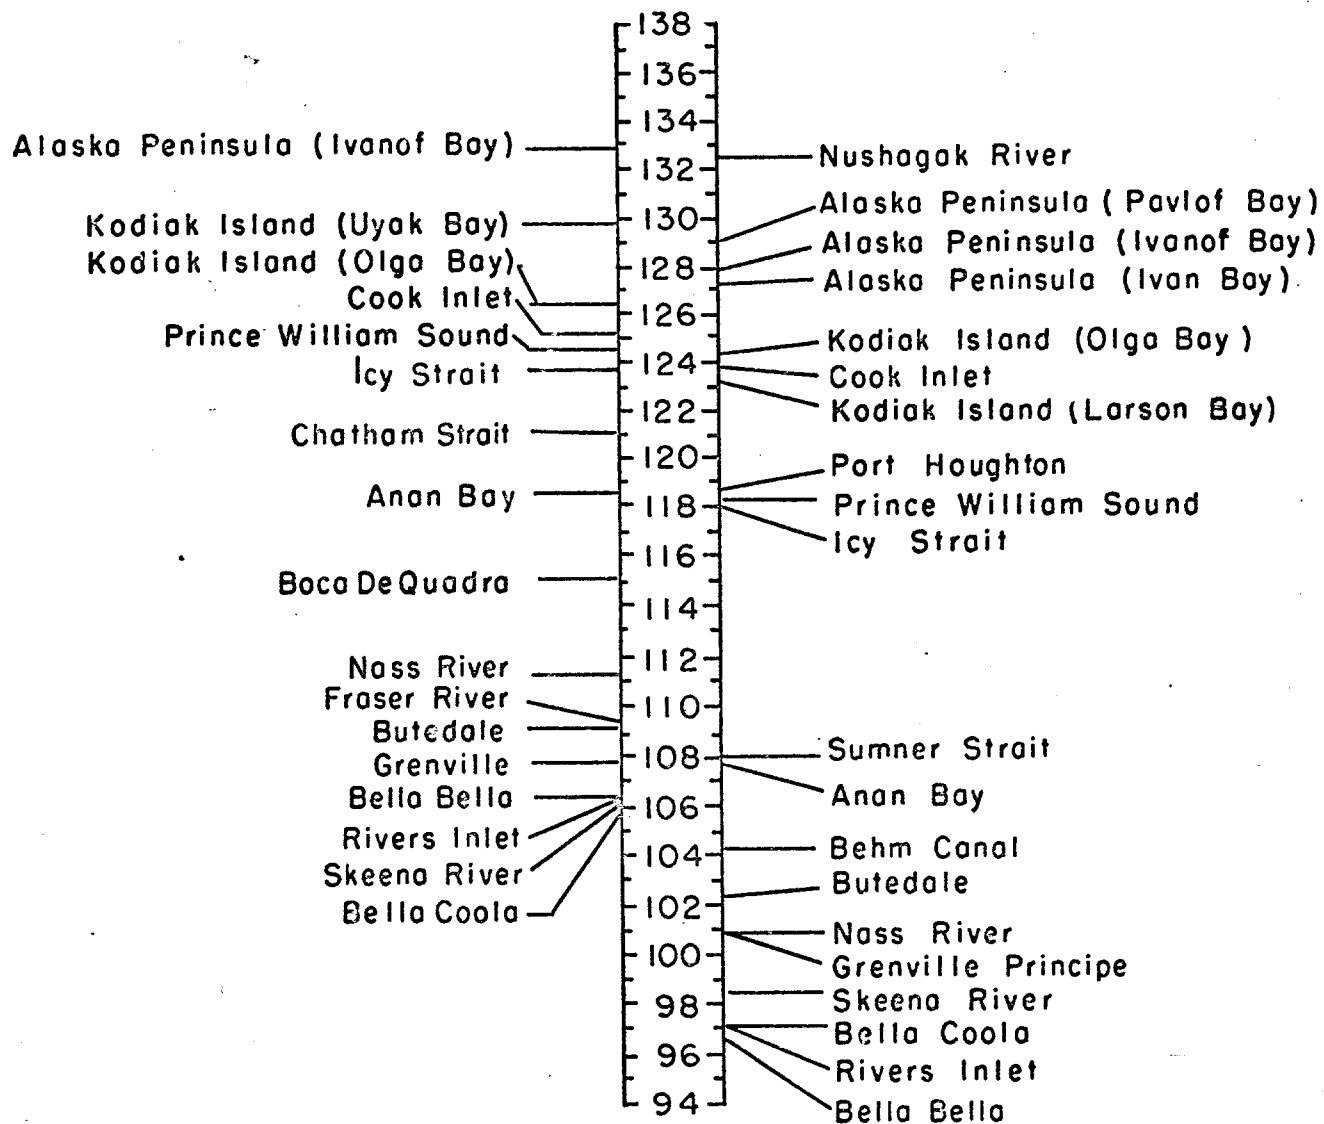 138
136
134
Alaska Peninsula (Ivanof Bay)
Nushagak River
132
Alaska Peninsula (Pavlof Bay)
130
Kodiak Island (Uyak Bay)
Alaska Peninsula (Ivanof Bay)
Kodiak Island (Olga Bay)
128
Alaska Peninsula (Ivan Bay)
Cook Inlet
126
Prince William Sound
Kodiak Island (Olga Bay)
124
Icy Strait
Cook Inlet
122
Kodiak Island (Larson Bay)
Chatham Strait
120
Port Houghton
Anan Bay
118
Prince William Sound
Icy Strait
116
Boca De Quadra
114
112
Nass River
Fraser River
110
Butedale
Sumner Strait
108
Grenville
Bella Bella
Anan Bay
106
Rivers Inlet
Behm Canal
104
Skeena River
Butedale
102
Bella Coola
Nass River
100
Grenville Principe
98
Skeena River
Bella Coola
96
Rivers Inlet
94
Bella Bella